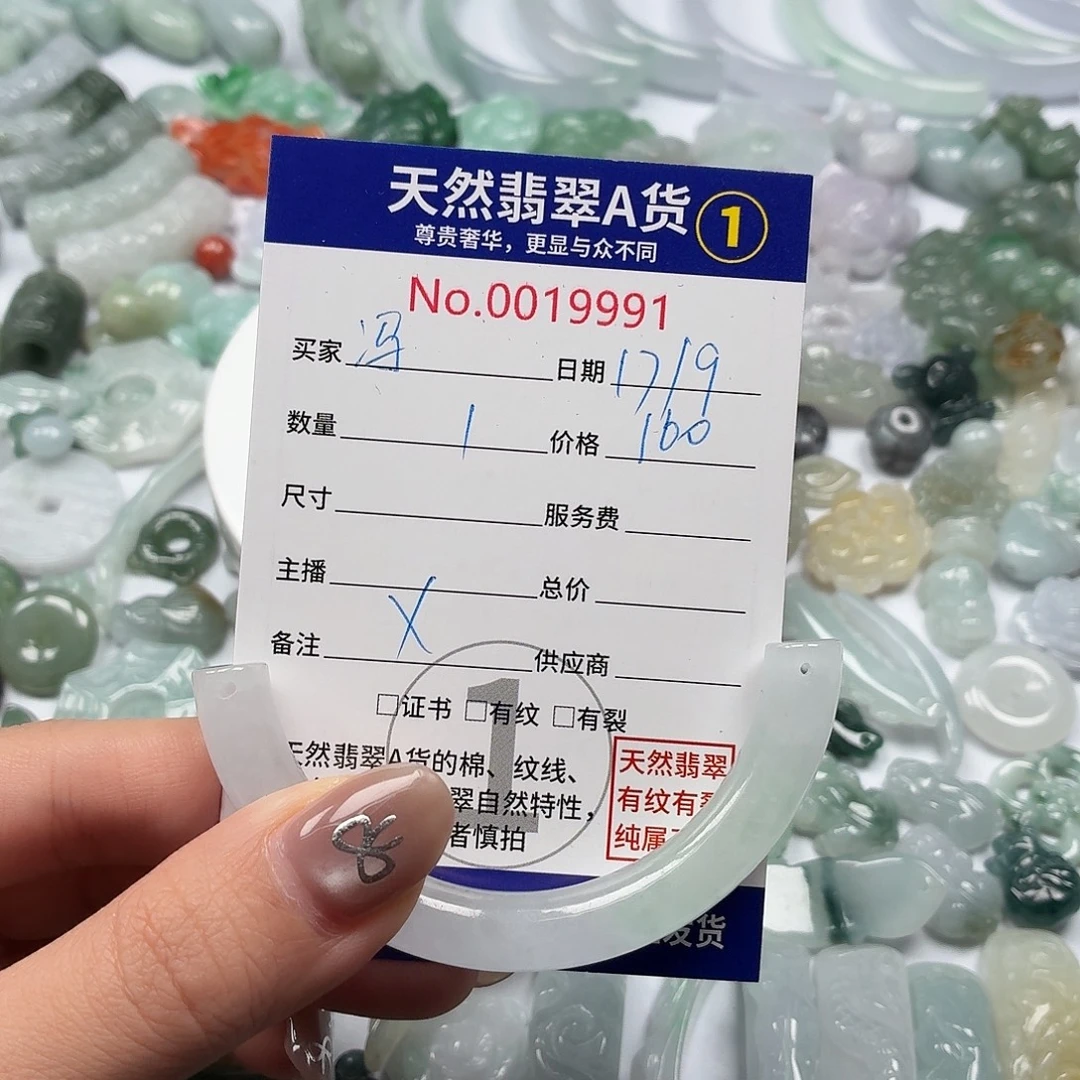 天然翡翠A货 1
尊贵奢华，更显与众不同
No.0019991
买家 冯 日期 17/9
数量 1 价格 160
尺寸 服务费
主播 总价
备注 X 供应商
□证书 □有纹 □有裂
天然翡翠A货的棉、纹线、
翠自然特性，
者慎拍
1
天然翡翠
有纹有裂
纯属
发货